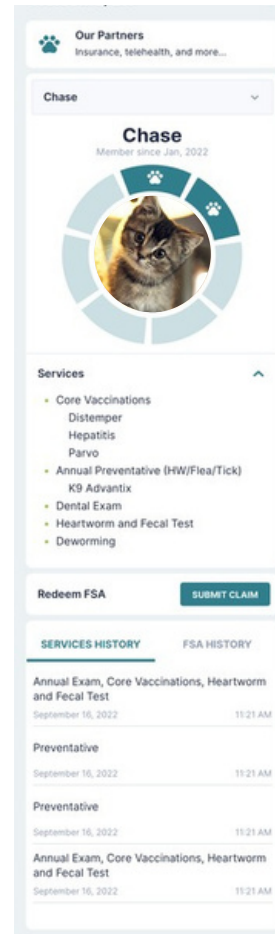 Our Partners
Insurance, telehealth, and more...
Chase
Chase
Member since Jan, 2022
Services
Core Vaccinations
Distemper
Hepatitis
Parvo
Annual Preventative (HW/Flea/Tick)
K9 Advantix
Dental Exam
Heartworm and Fecal Test
Deworming
Redeem FSA
SUBMIT CLAIM
SERVICES HISTORY
FSA HISTORY
Annual Exam, Core Vaccinations, Heartworm
and Fecal Test
September 16, 2022
11:21 AM
Preventative
September 16, 2022
11:21 AM
Preventative
September 16, 2022
11:21 AM
Annual Exam, Core Vaccinations, Heartworm
and Fecal Test
September 16, 2022
11:21 AM